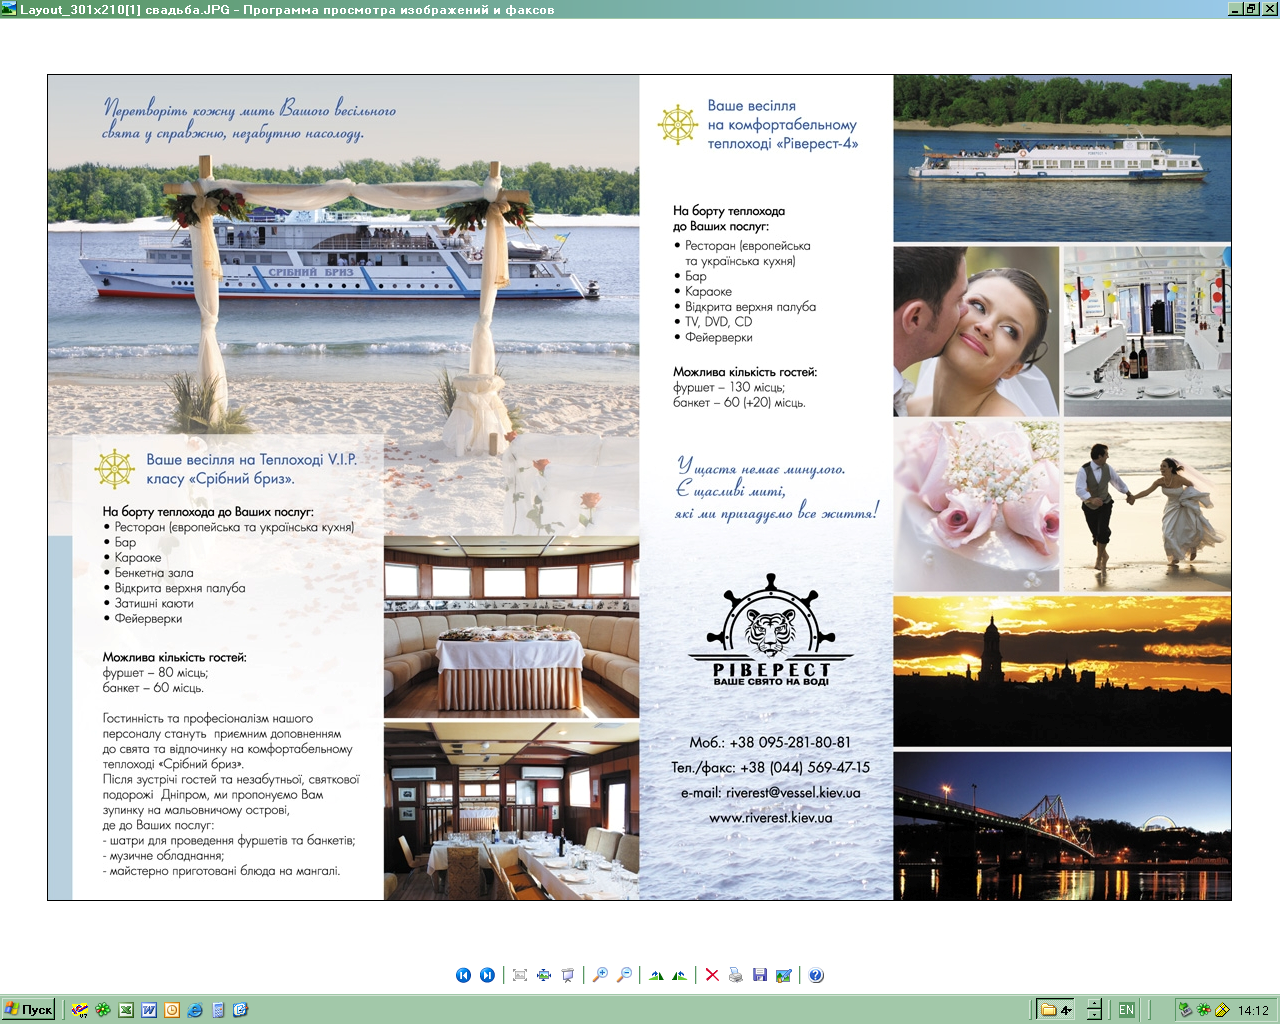 Layout_301x210[1] свадьба.JPG - Программа просмотра изображений и факсов
Перетворіть кожну мить Вашого весільного
свята у справжню, незабутню насолоду.
СРІБНИЙ БРИЗ
Ваше весілля на Теплоході V.I.P.
класу «Срібний бриз».
На борту теплохода до Ваших послуг:
• Ресторан (європейська та українська кухня)
• Бар
• Караоке
• Бенкетна зала
• Відкрита верхня палуба
• Затишні каюти
• Фейерверки
Можлива кількість гостей:
фуршет – 80 місць;
банкет – 60 місць.
Гостинність та професіоналізм нашого
персоналу стануть приємним доповненням
до свята та відпочинку на комфортабельному
теплоході «Срібний бриз».
Після зустрічі гостей та незабутньої, святкової
подорожі Дніпром, ми пропонуємо Вам
зупинку на мальовничому острові,
де до Ваших послуг:
- шатри для проведення фуршетів та банкетів;
- музичне обладнання;
- майстерно приготовані блюда на мангалі.
Ваше весілля
на комфортабельному
теплоході «Ріверест-4»
На борту теплохода
до Ваших послуг:
• Ресторан (європейська
та українська кухня)
• Бар
• Караоке
• Відкрита верхня палуба
• TV, DVD, CD
• Фейерверки
Можлива кількість гостей:
фуршет – 130 місць;
банкет – 60 (+20) місць.
У щастя немає минулого.
Є щасливі миті,
які ми пригадуємо все життя!
РІВЕРЕСТ
ВАШЕ СВЯТО НА ВОДІ
Моб.: +38 095-281-80-81
Тел./факс: +38 (044) 569-47-15
e-mail: riverest@vessel.kiev.ua
www.riverest.kiev.ua
Пуск
4
EN
14:12